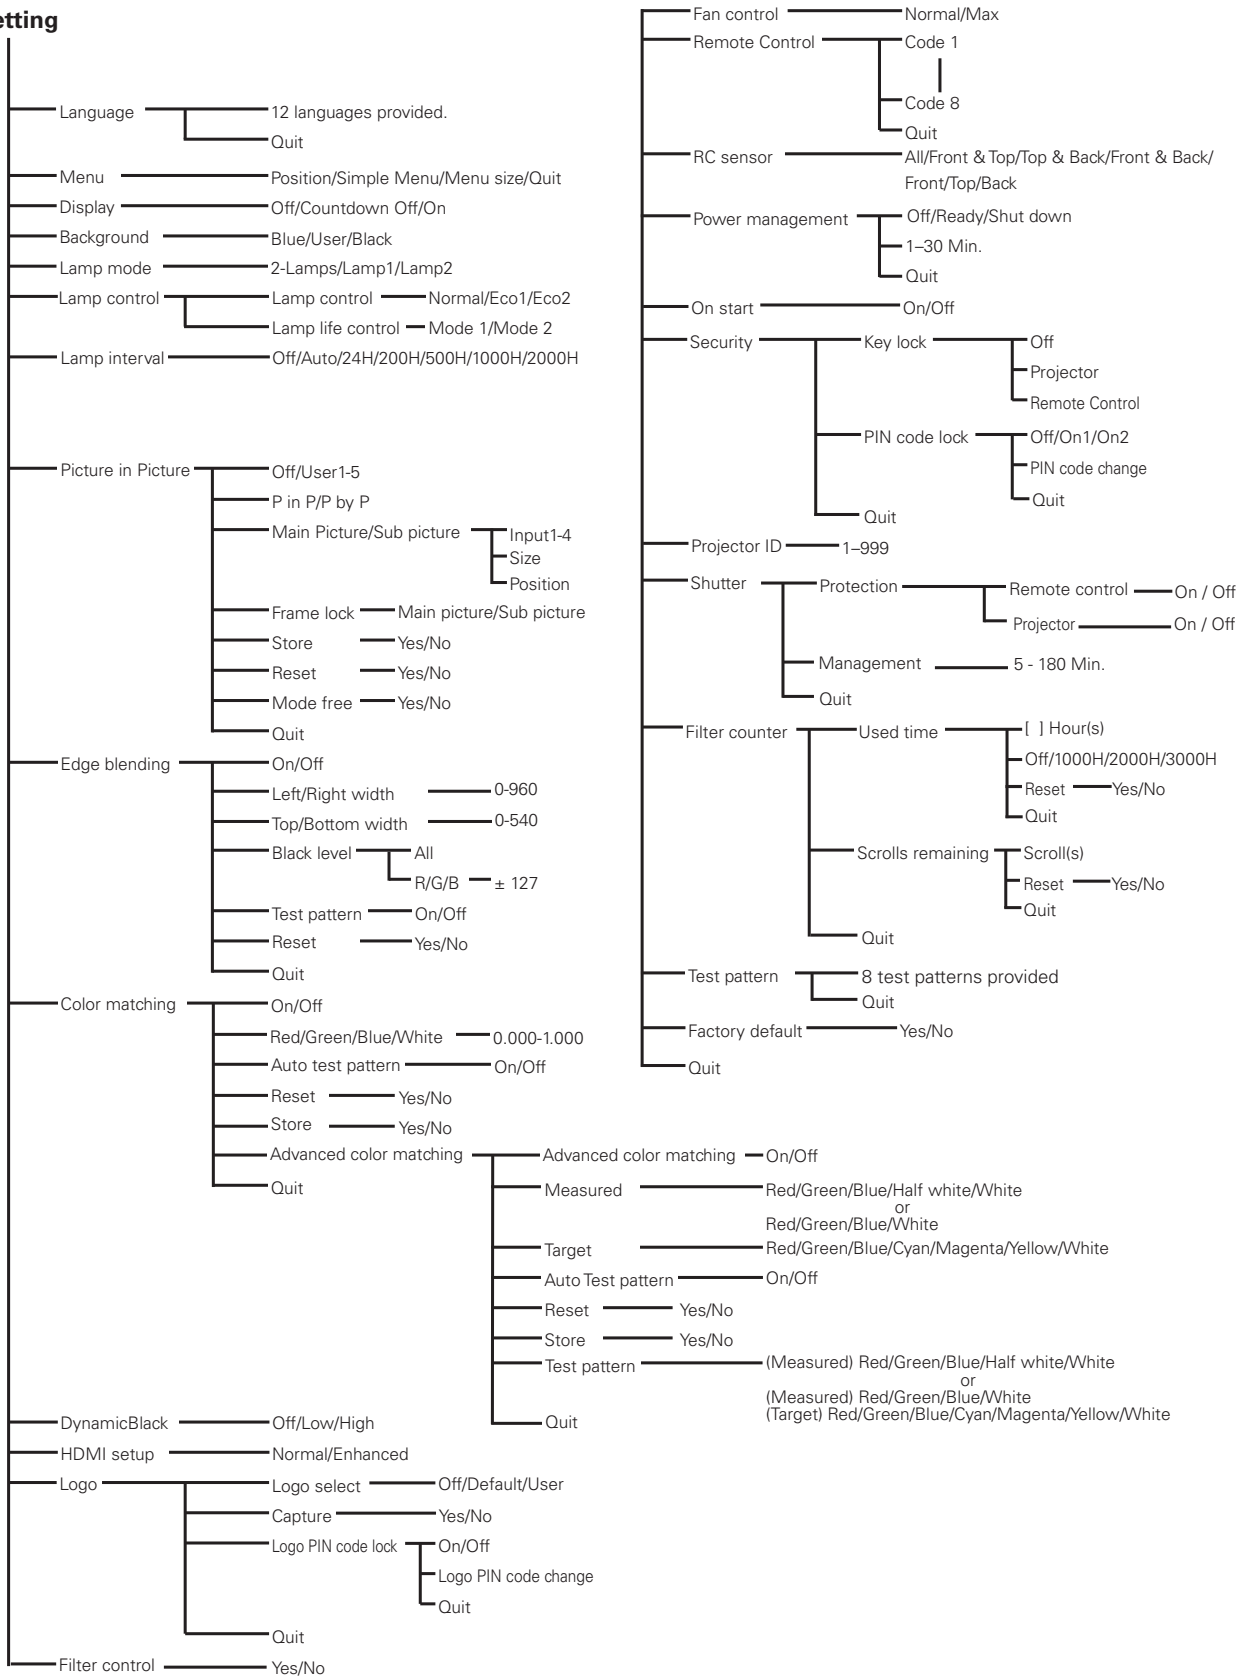 etting
Language 12 languages provided.
Quit
Menu Position/Simple Menu/Menu size/Quit
Display Off/Countdown Off/On
Background Blue/User/Black
Lamp mode 2-Lamps/Lamp1/Lamp2
Lamp control Lamp control Normal/Eco1/Eco2
Lamp life control Mode 1/Mode 2
Lamp interval Off/Auto/24H/200H/500H/1000H/2000H
Picture in Picture Off/User1-5
P in P/P by P
Main Picture/Sub picture Input1-4
Size
Position
Frame lock Main picture/Sub picture
Store Yes/No
Reset Yes/No
Mode free Yes/No
Quit
Edge blending On/Off
Left/Right width 0-960
Top/Bottom width 0-540
Black level All
R/G/B ± 127
Test pattern On/Off
Reset Yes/No
Quit
Color matching On/Off
Red/Green/Blue/White 0.000-1.000
Auto test pattern On/Off
Reset Yes/No
Store Yes/No
Advanced color matching Advanced color matching On/Off
Quit
Measured Red/Green/Blue/Half white/White
or
Red/Green/Blue/White
Target Red/Green/Blue/Cyan/Magenta/Yellow/White
Auto Test pattern On/Off
Reset Yes/No
Store Yes/No
Test pattern (Measured) Red/Green/Blue/Half white/White
or
(Measured) Red/Green/Blue/White
(Target) Red/Green/Blue/Cyan/Magenta/Yellow/White
Quit
DynamicBlack Off/Low/High
HDMI setup Normal/Enhanced
Logo Logo select Off/Default/User
Capture Yes/No
Logo PIN code lock On/Off
Logo PIN code change
Quit
Quit
Filter control Yes/No
Fan control Normal/Max
Remote Control Code 1
Code 8
Quit
RC sensor All/Front & Top/Top & Back/Front & Back/
Front/Top/Back
Power management Off/Ready/Shut down
1–30 Min.
Quit
On start On/Off
Security Key lock Off
Projector
Remote Control
PIN code lock Off/On1/On2
PIN code change
Quit
Quit
Projector ID 1–999
Shutter Protection Remote control On / Off
Projector On / Off
Management 5 - 180 Min.
Quit
Filter counter Used time [ ] Hour(s)
Off/1000H/2000H/3000H
Reset Yes/No
Quit
Scrolls remaining Scroll(s)
Reset Yes/No
Quit
Quit
Test pattern 8 test patterns provided
Quit
Factory default Yes/No
Quit